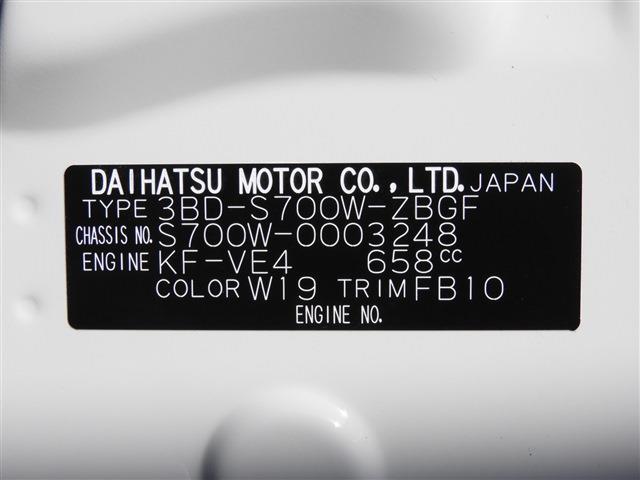 DAIHATSU MOTOR CO.,LTD. JAPAN
TYPE 3BD-S700W-ZBGF
CHASSIS NO. S700W-0003248
ENGINE KF-VE4 658cc
COLOR W19 TRIM FB10
ENGINE NO.